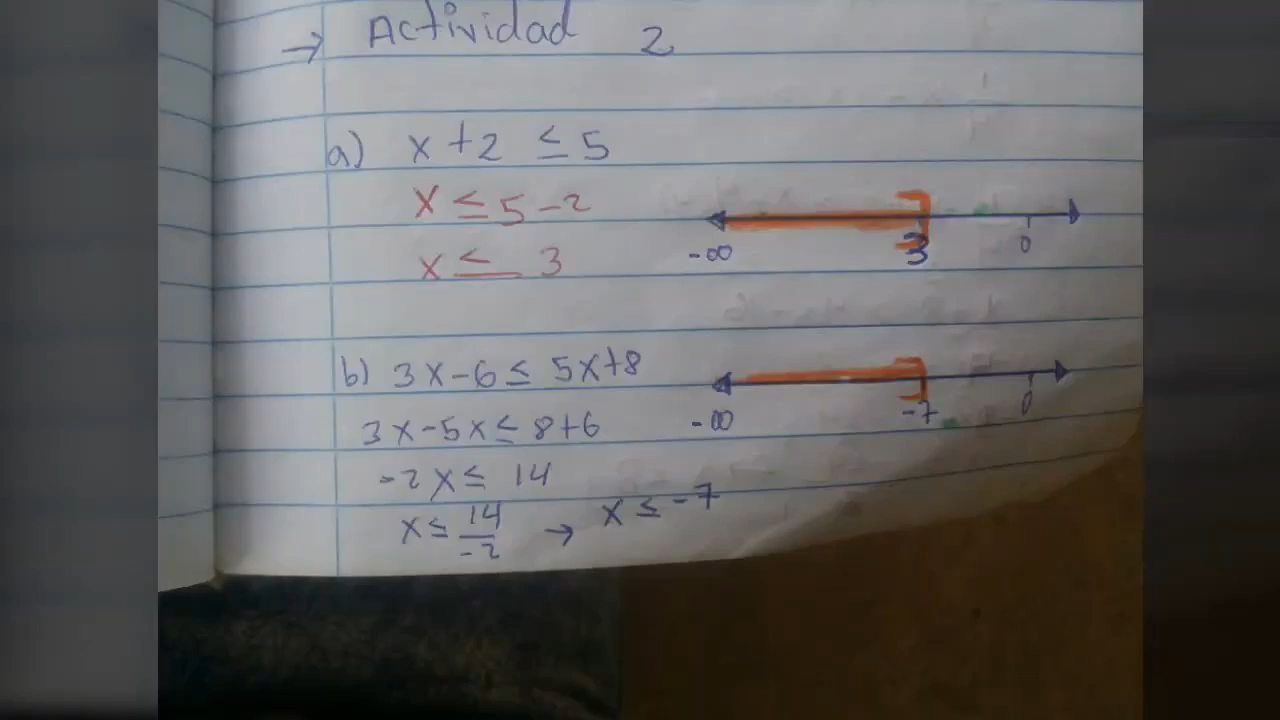 → Actividad 2
a) x + 2 ≤ 5
x ≤ 5 - 2
x ≤ 3
-∞ 3 0
b) 3x - 6 ≤ 5x + 8
3x - 5x ≤ 8 + 6
-2x ≤ 14
x ≤ 14/-2 → x ≤ -7
-∞ -7 0